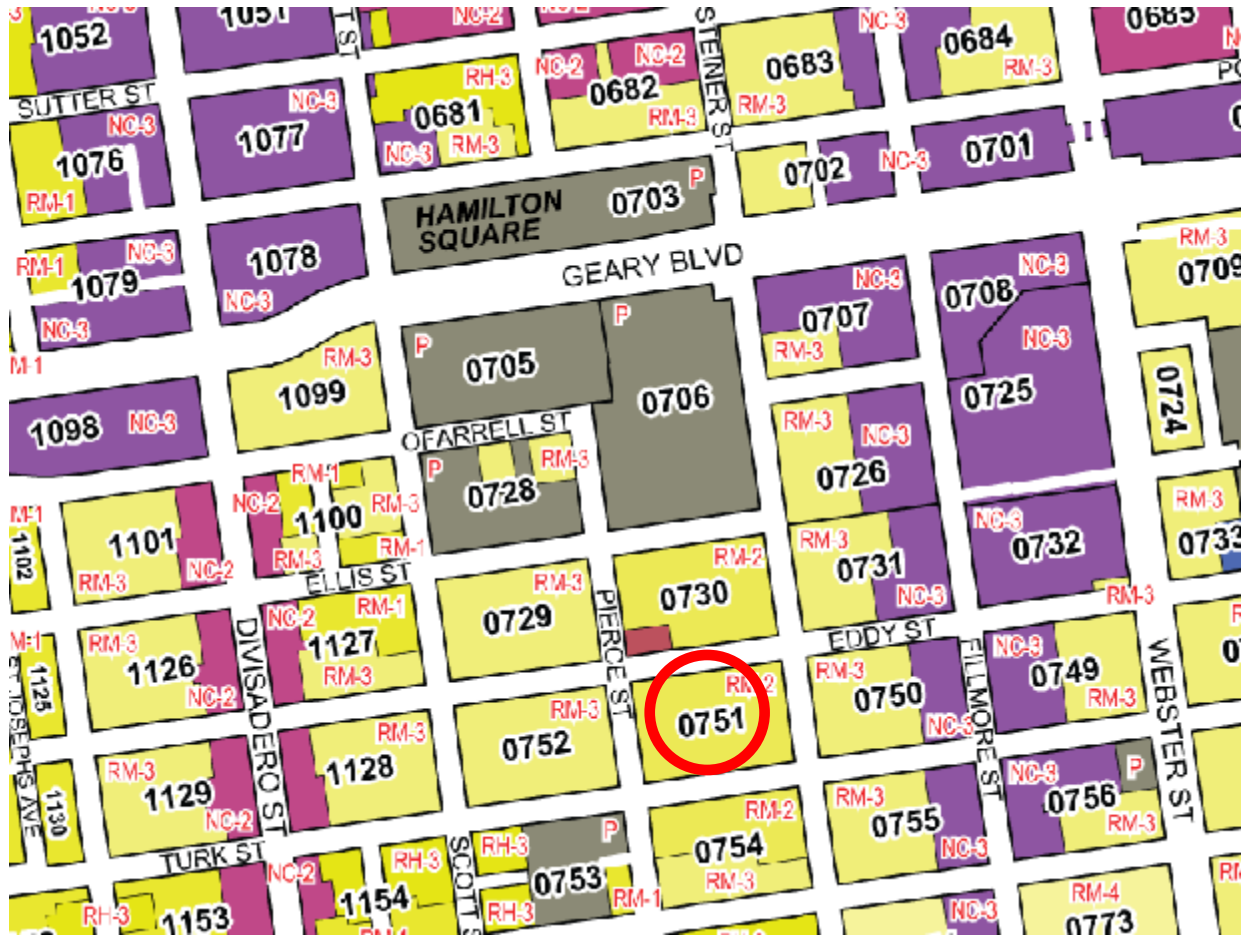 1052
1051
T ST
NC-2
NC-2
STEINER ST
NC-3
0684
0685
SUTTER ST
NC-3
RH-3
NC-2
NC-2
0683
RM-3
NC-3
1077
0681
0682
RM-3
RM-3
1076
NC-3
RM-3
0702
NC-3
0701
RM-1
HAMILTON
SQUARE
0703
P
RM-1
NC-3
1078
GEARY BLVD
RM-3
1079
NC-3
NC-3
0708
NC-3
0709
NC-3
P
P
0707
RM-3
NC-3
M-1
RM-3
0705
0706
0725
0724
1098
NC-3
1099
OFARRELL ST
RM-3
NC-3
RM-1
P
RM-3
0726
NC-2
0728
RM-3
M-1
1101
1100
RM-3
RM-3
NC-3
0733
1102
RM-3
NC-2
RM-3
RM-1
0731
0732
ELLIS ST
RM-3
RM-2
NC-3
RM-3
NC-2
RM-1
0729
0730
EDDY ST
M-1
RM-3
1127
PIERCE ST
FILLMORE ST
NC-3
WEBSTER ST
1125
1126
DIVISADERO ST
RM-3
RM-2
RM-3
0750
0749
RM-3
NC-2
RM-3
0751
NC-3
ST JOSEPHS AVE
RM-3
0752
RM-3
1128
NC-3
P
1130
1129
RM-3
0755
0756
NC-2
RM-2
NC-3
RM-3
TURK ST
SCOTT S
RH-3
P
0754
NC-2
RH-3
0753
RM-3
RH-3
1153
1154
RH-3
RM-1
NC-3
RM-4
0773